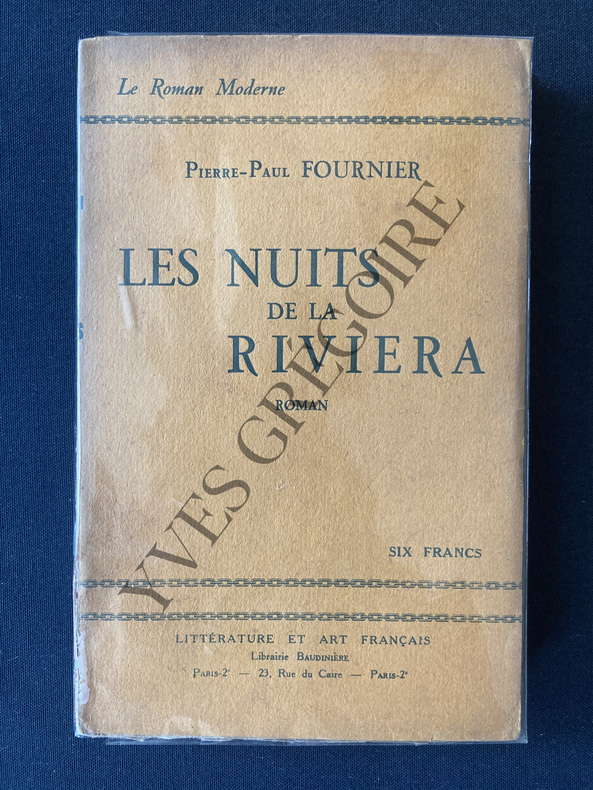 Le Roman Moderne
Pierre-Paul FOURNIER
LES NUITS
DE LA
RIVIERA
ROMAN
SIX FRANCS
LITTÉRATURE ET ART FRANÇAIS
Librairie BAUDINIÈRE
Paris-2e — 23, Rue du Caire — Paris-2e
YVES GRÉGOIRE